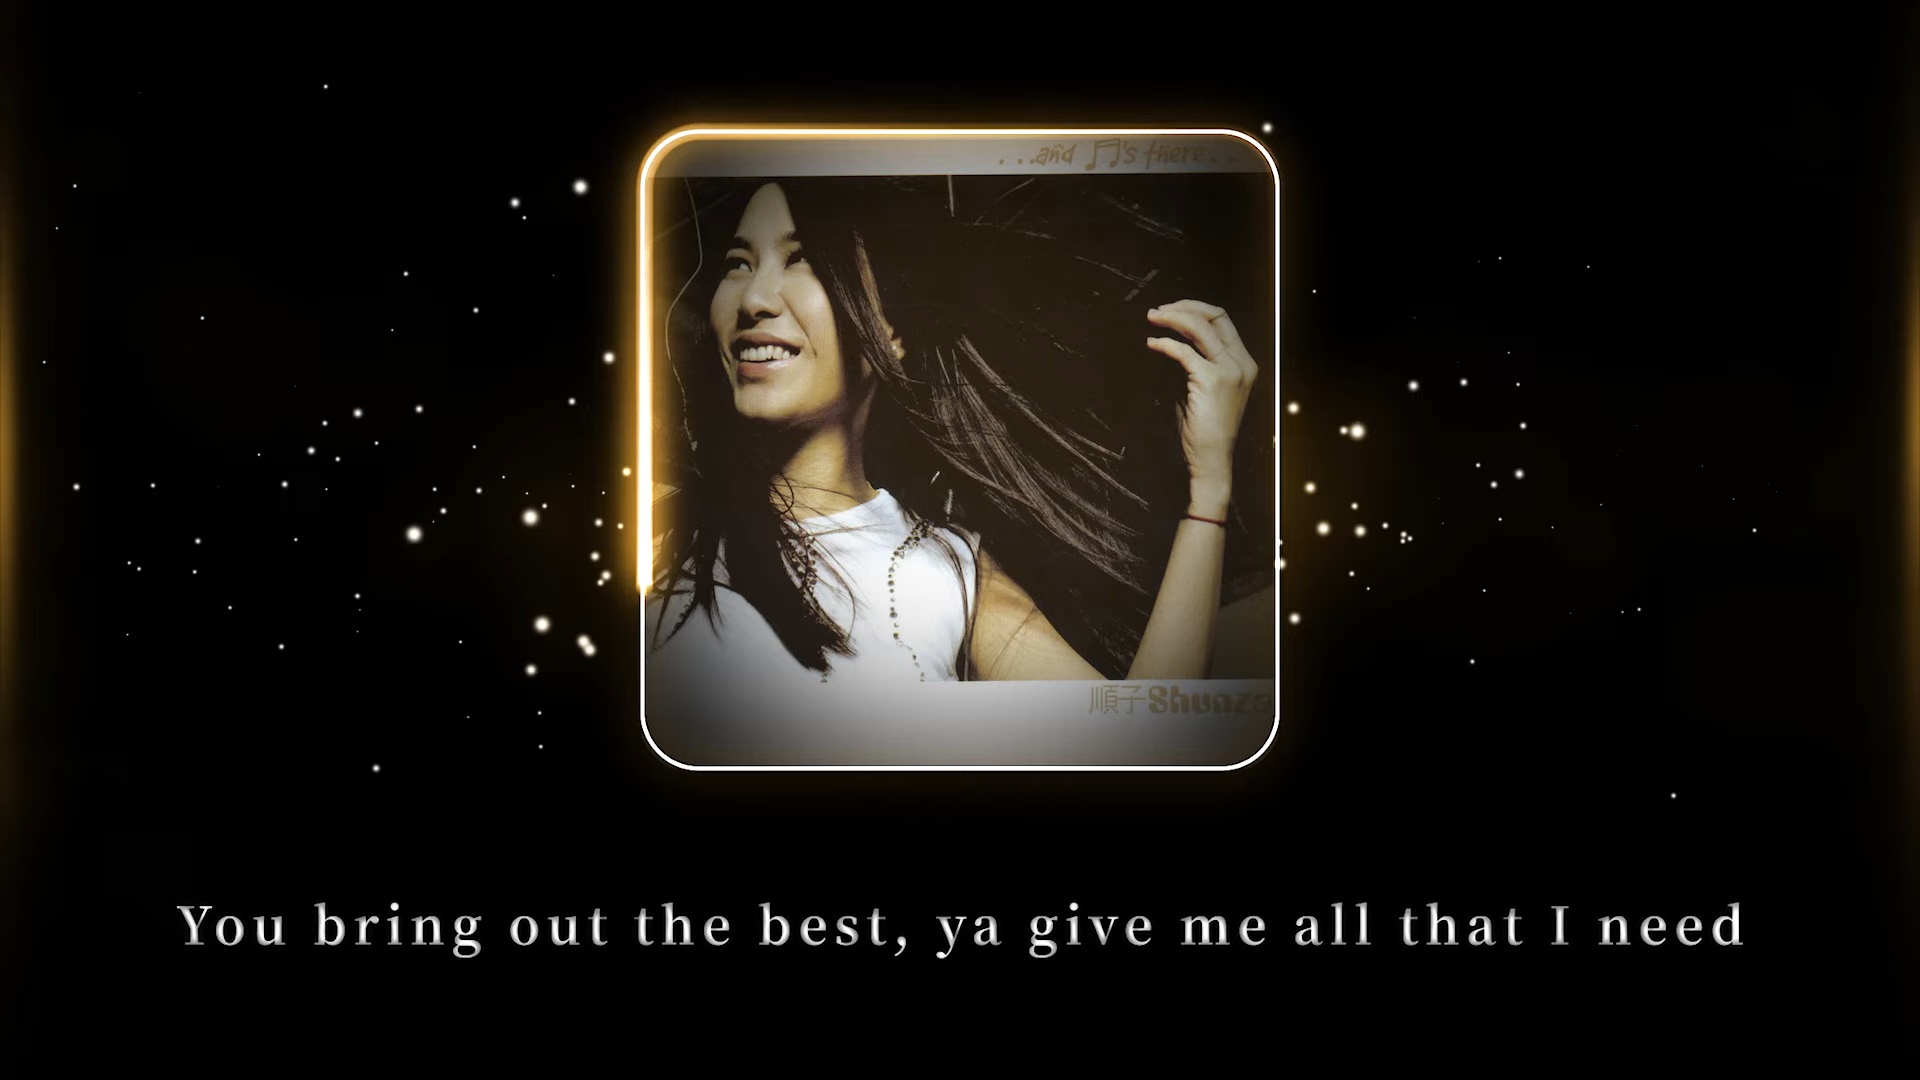 ...and 🎵's there...
順子Shunza
You bring out the best, ya give me all that I need